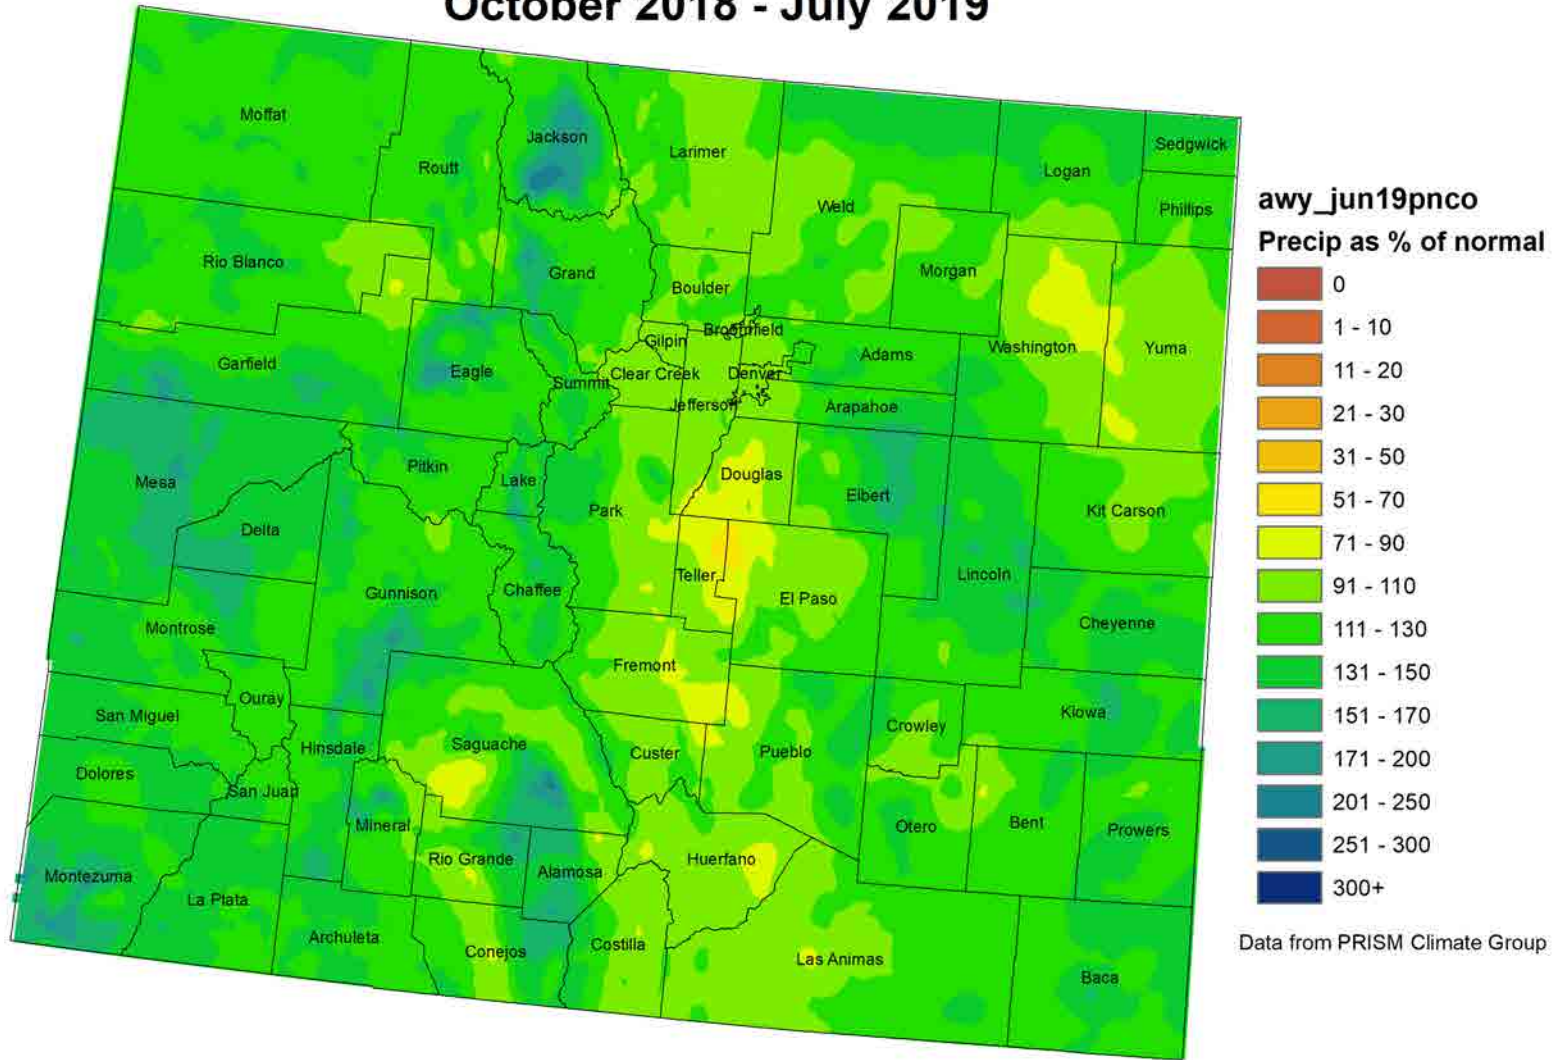 October 2018 - July 2019
Moffat
Routt
Jackson
Larimer
Weld
Logan
Sedgwick
Phillips
Rio Blanco
Grand
Boulder
Morgan
Broomfield
Gilpin
Garfield
Eagle
Summit
Clear Creek
Denver
Adams
Washington
Yuma
Jefferson
Arapahoe
Mesa
Pitkin
Lake
Park
Douglas
Elbert
Kit Carson
Delta
Gunnison
Chaffee
Teller
El Paso
Lincoln
Cheyenne
Montrose
Fremont
Ouray
San Miguel
Hinsdale
Saguache
Custer
Pueblo
Crowley
Kiowa
Dolores
San Juan
Mineral
Otero
Bent
Prowers
Montezuma
La Plata
Rio Grande
Alamosa
Huerfano
Archuleta
Conejos
Costilla
Las Animas
Baca
awy_jun19pnco
Precip as % of normal
0
1 - 10
11 - 20
21 - 30
31 - 50
51 - 70
71 - 90
91 - 110
111 - 130
131 - 150
151 - 170
171 - 200
201 - 250
251 - 300
300+
Data from PRISM Climate Group